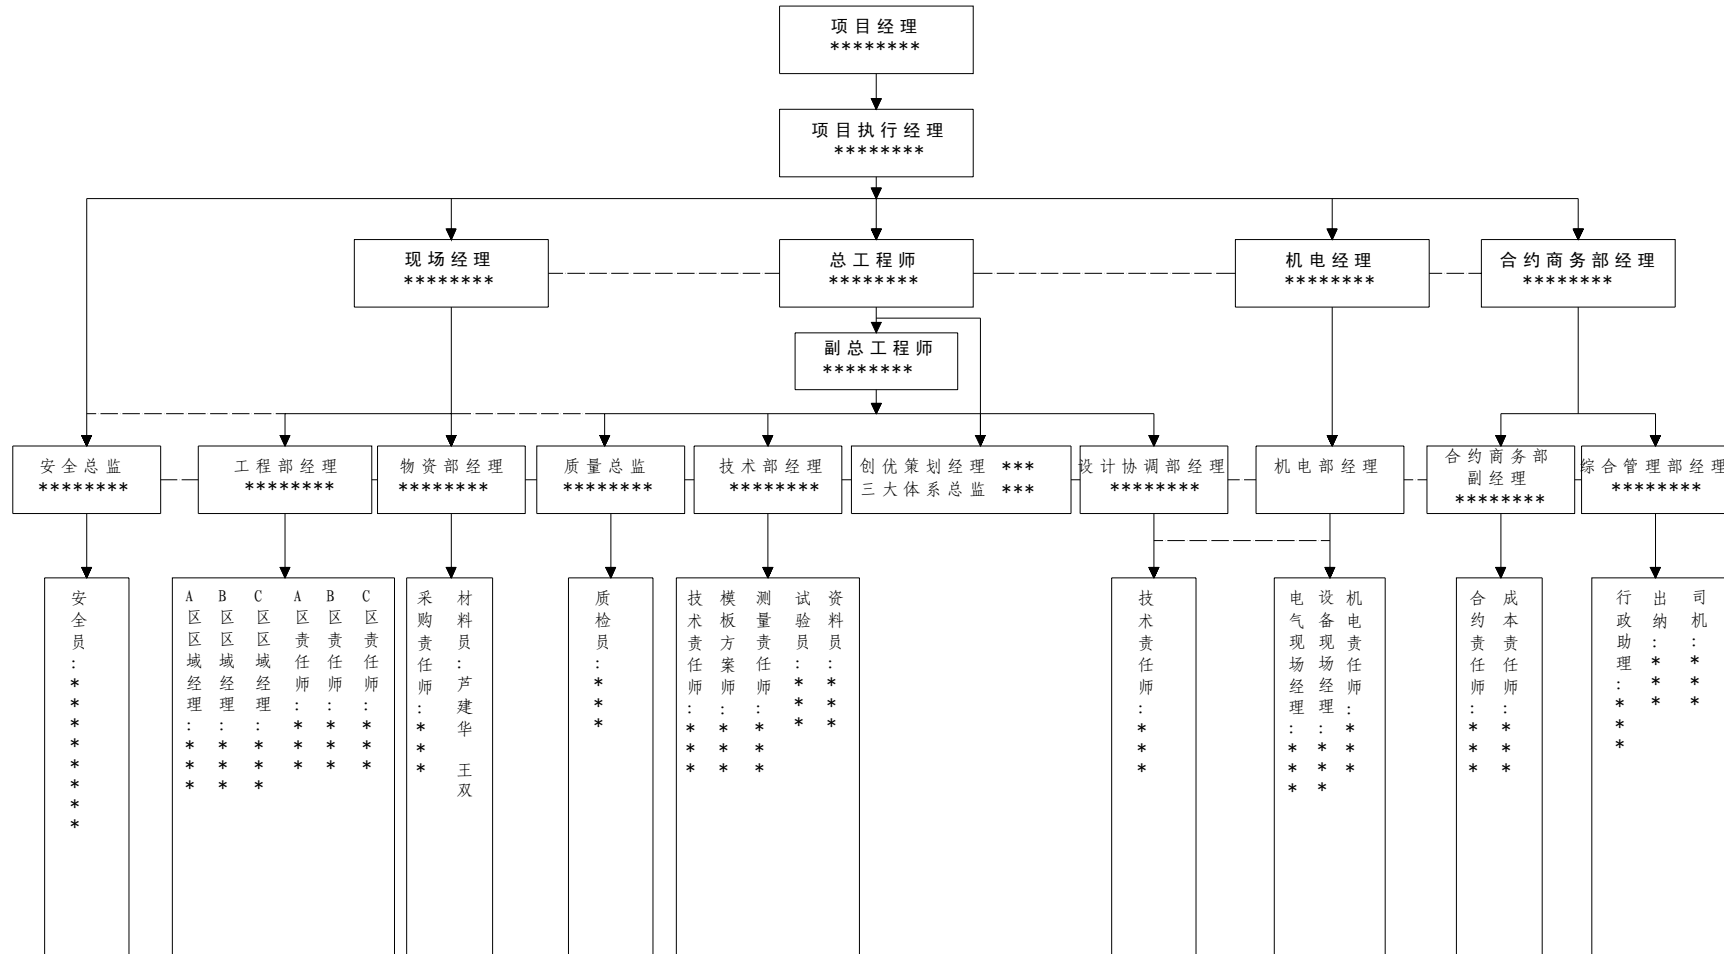 项目经理
********
项目执行经理
********
现场经理
********
总工程师
********
机电经理
********
合约商务部经理
********
副总工程师
********
安全总监
********
工程部经理
********
物资部经理
********
质量总监
********
技术部经理
********
创优策划经理 ***
三大体系总监 ***
设计协调部经理
********
机电部经理
合约商务部
副经理
********
综合管理部经理
********
安全员:********
A区区域经理:***
B区区域经理:***
C区区域经理:***
A区责任师:***
B区责任师:***
C区责任师:***
采购责任师:***
材料员:芦建华 王双
质检员:***
技术责任师:***
模板方案师:***
测量责任师:***
试验员:***
资料员:***
技术责任师:***
电气现场经理:***
设备现场经理:***
机电责任师:***
合约责任师:***
成本责任师:***
行政助理:***
出纳:***
司机:***